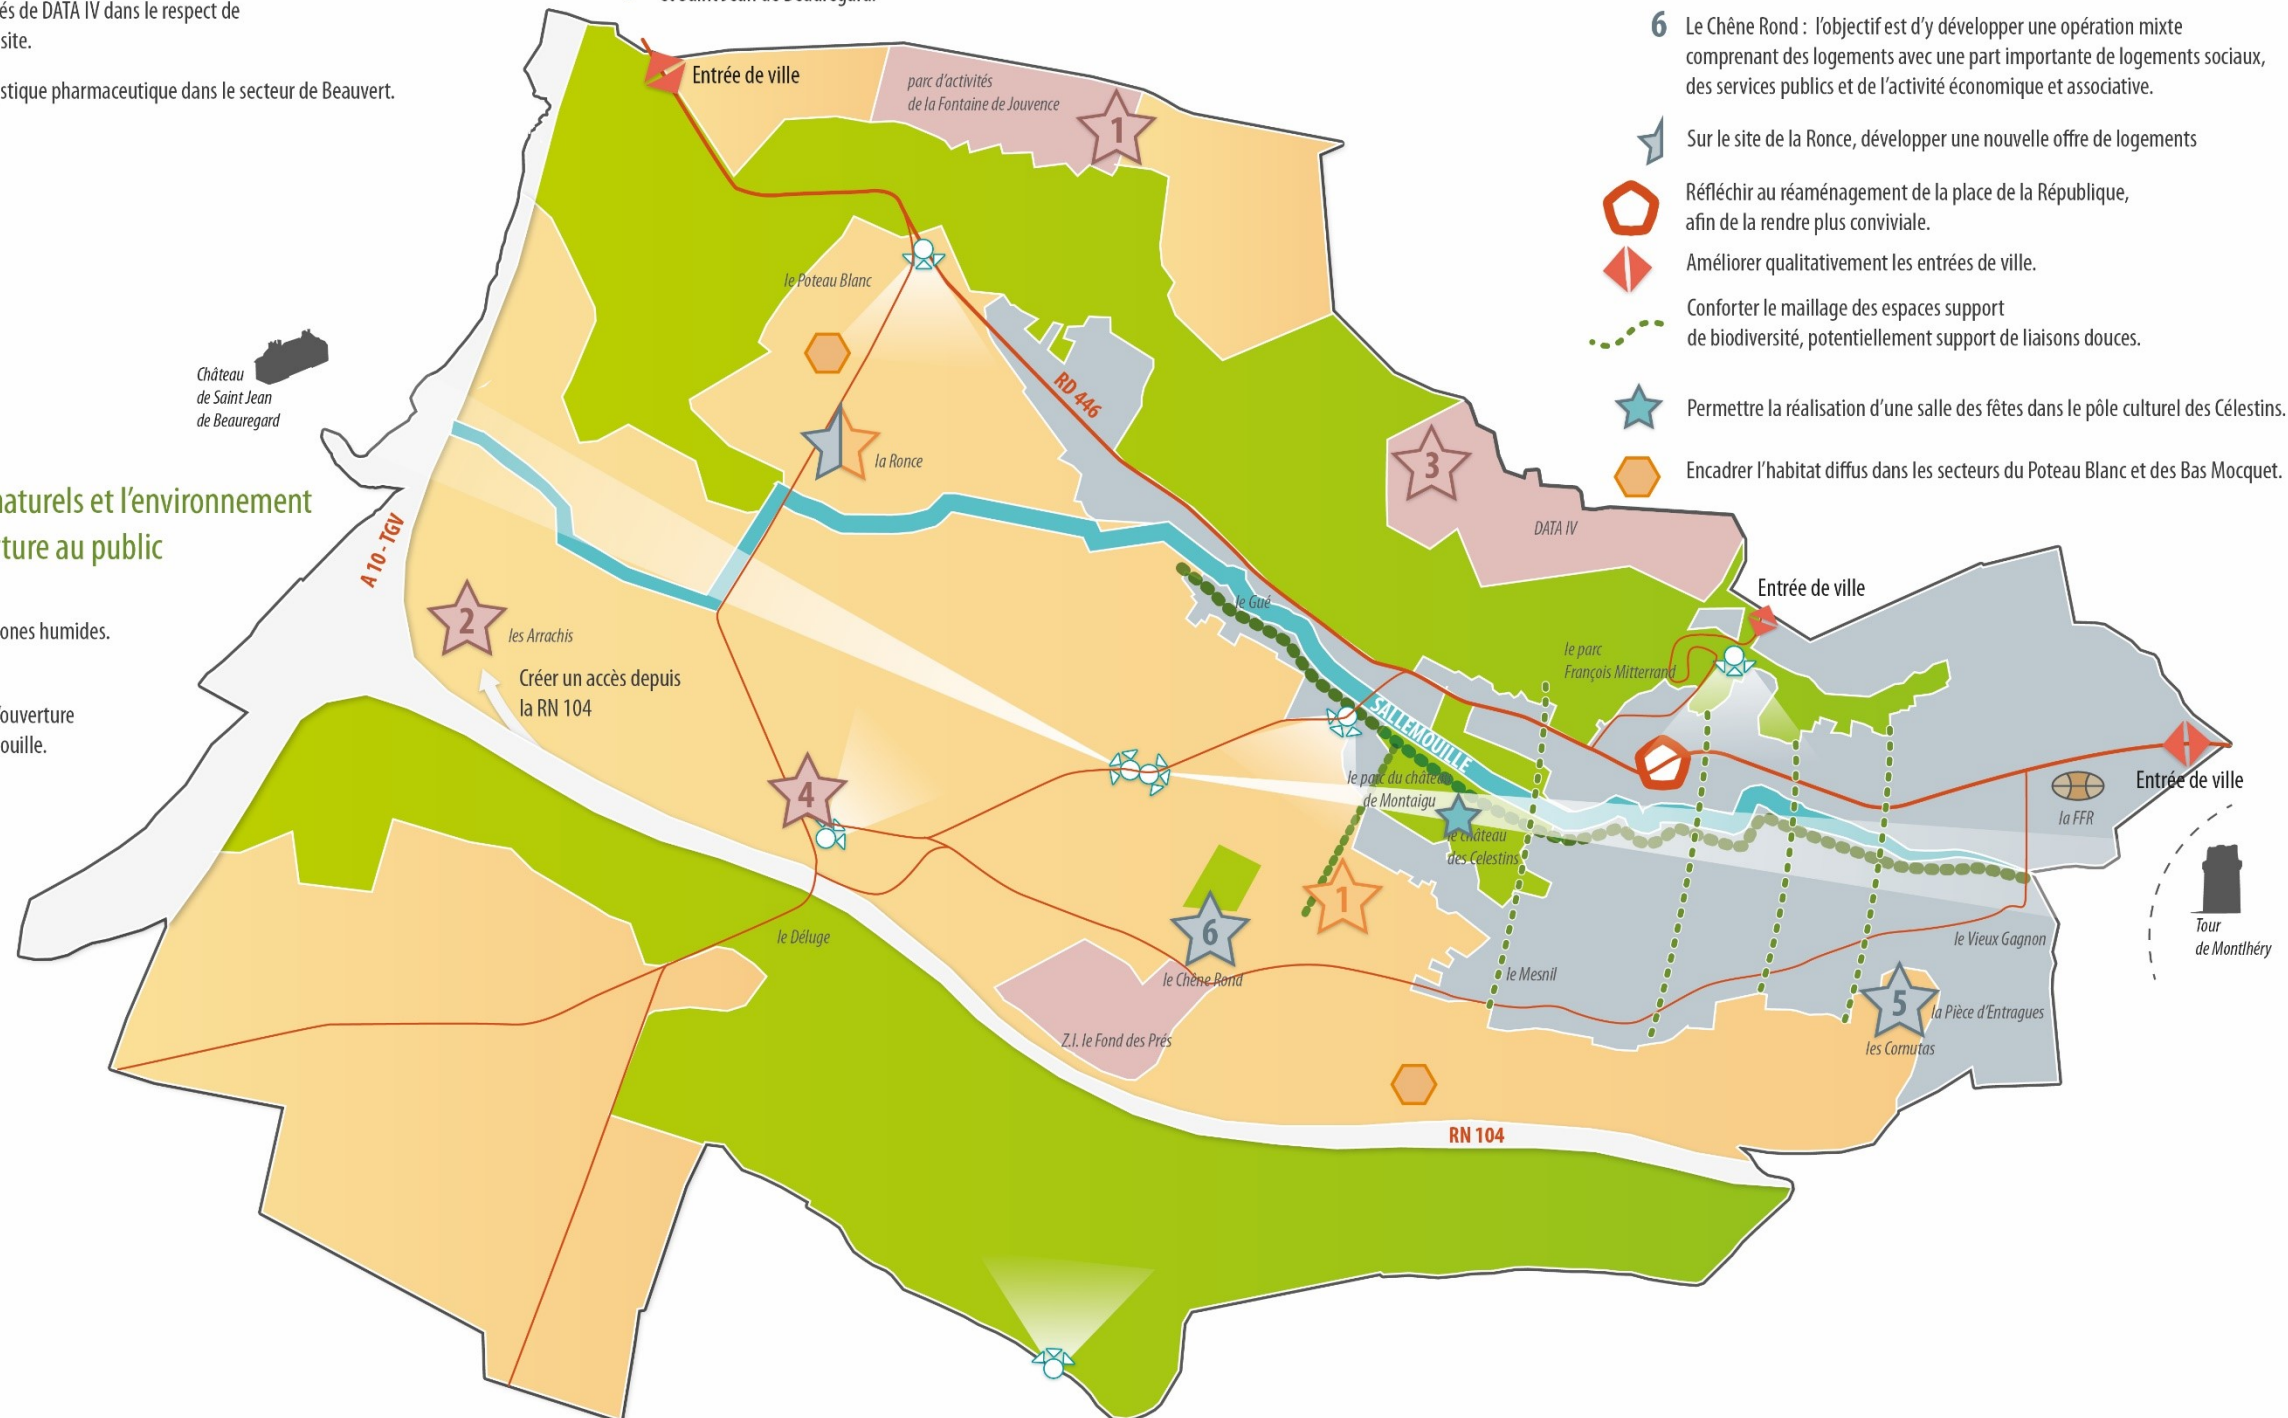 és de DATA IV dans le respect de
site.
stique pharmaceutique dans le secteur de Beauvert.
aturels et l'environnement
ture au public
ones humides.
ouverture
ouille.
6 Le Chêne Rond : l'objectif est d'y développer une opération mixte
comprenant des logements avec une part importante de logements sociaux,
des services publics et de l'activité économique et associative.
Sur le site de la Ronce, développer une nouvelle offre de logements
Réfléchir au réaménagement de la place de la République,
afin de la rendre plus conviviale.
Améliorer qualitativement les entrées de ville.
Conforter le maillage des espaces support
de biodiversité, potentiellement support de liaisons douces.
Permettre la réalisation d'une salle des fêtes dans le pôle culturel des Célestins.
Encadrer l'habitat diffus dans les secteurs du Poteau Blanc et des Bas Mocquet.
Entrée de ville
parc d'activités
de la Fontaine de Jouvence
1
le Poteau Blanc
Château
de Saint Jean
de Beauregard
RD 446
la Ronce
3
DATA IV
A 10 - TGV
2
les Arrachis
Créer un accès depuis
la RN 104
le Gué
Entrée de ville
le parc
François Mitterrand
SALLEMOUILLE
4
le parc du château
de Montaigu
le château
des Celestins
la FFR
Entrée de ville
Tour
de Montlhéry
1
6
le Chêne Rond
le Déluge
le Mesnil
le Vieux Gagnon
5
la Pièce d'Entragues
les Cornutas
Z.I. le Fond des Prés
RN 104